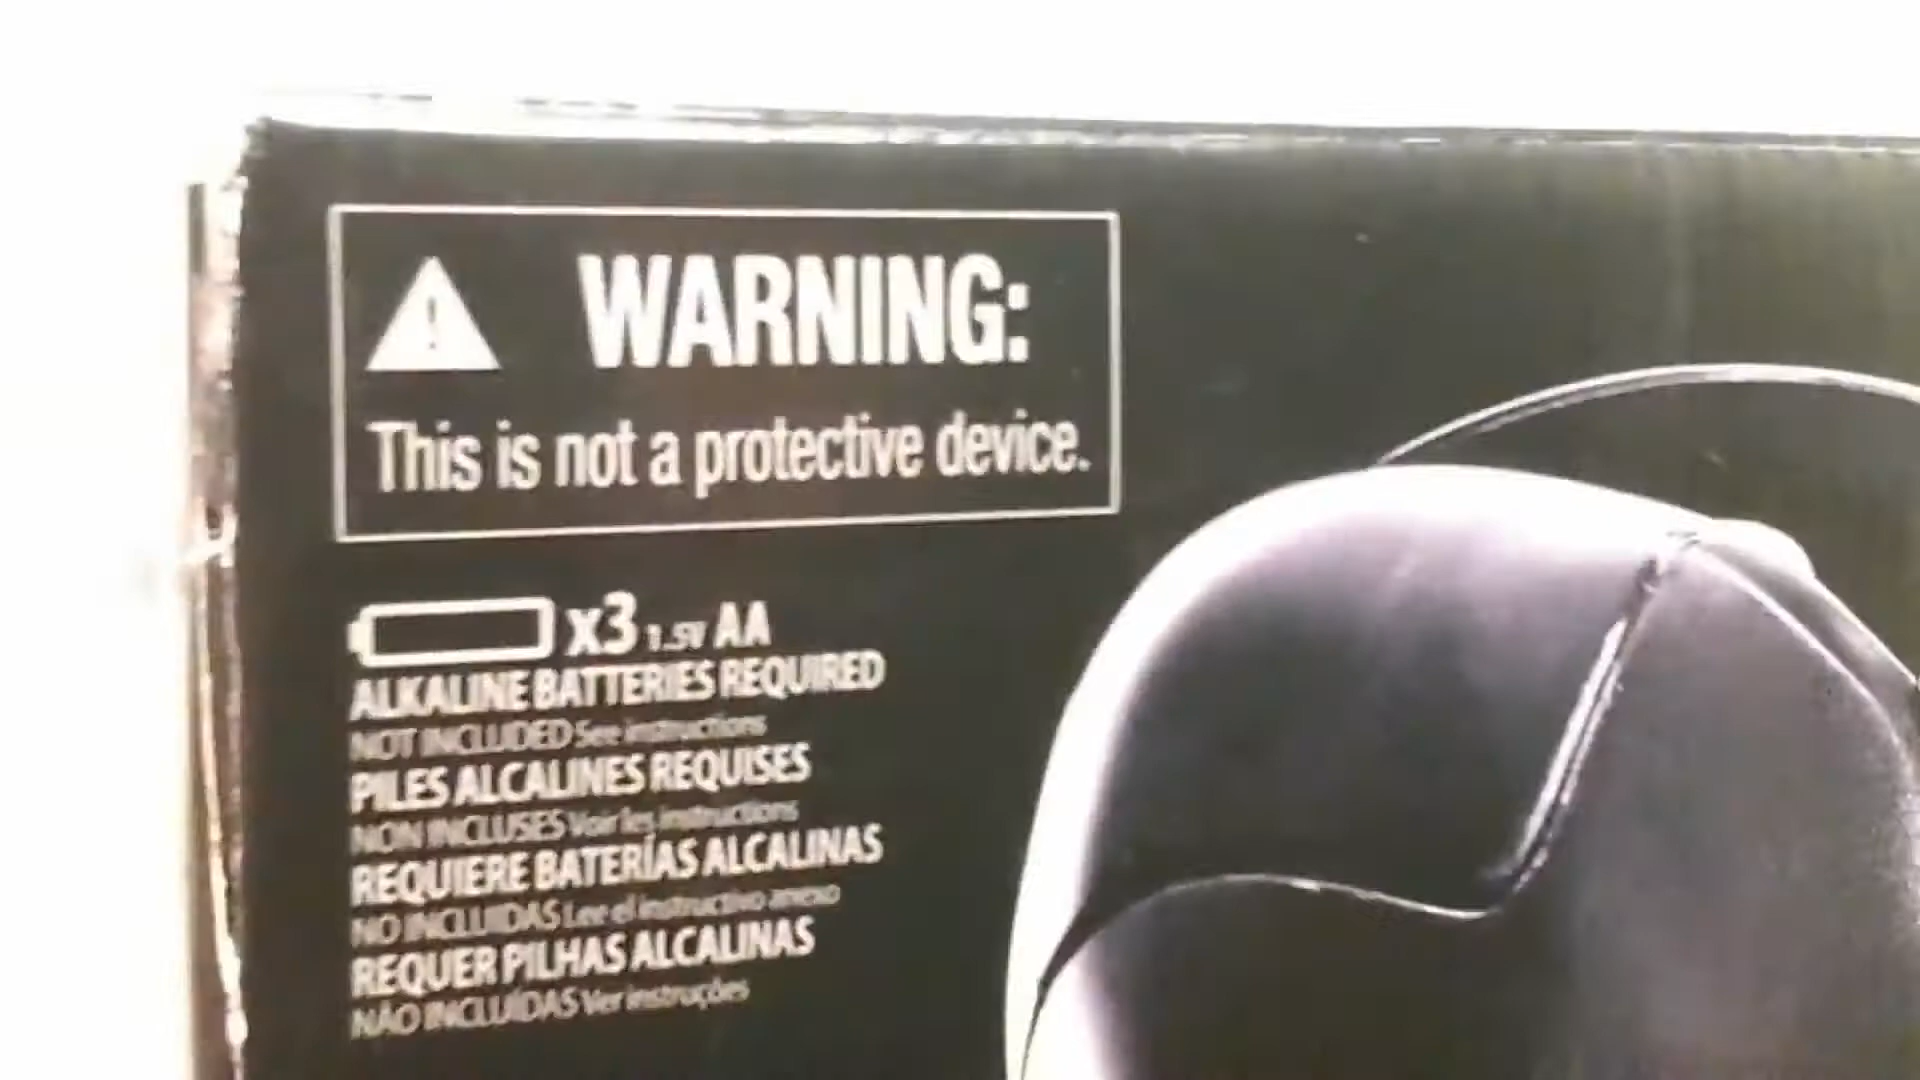 WARNING:
This is not a protective device.
x3 1.5V AA
ALKALINE BATTERIES REQUIRED
NOT INCLUDED See instructions
PILES ALCALINES REQUISES
NON INCLUSES Voir les instructions
REQUIERE BATERÍAS ALCALINAS
NO INCLUIDAS Lee el instructivo anexo
REQUER PILHAS ALCALINAS
NÃO INCLUÍDAS Ver instruções